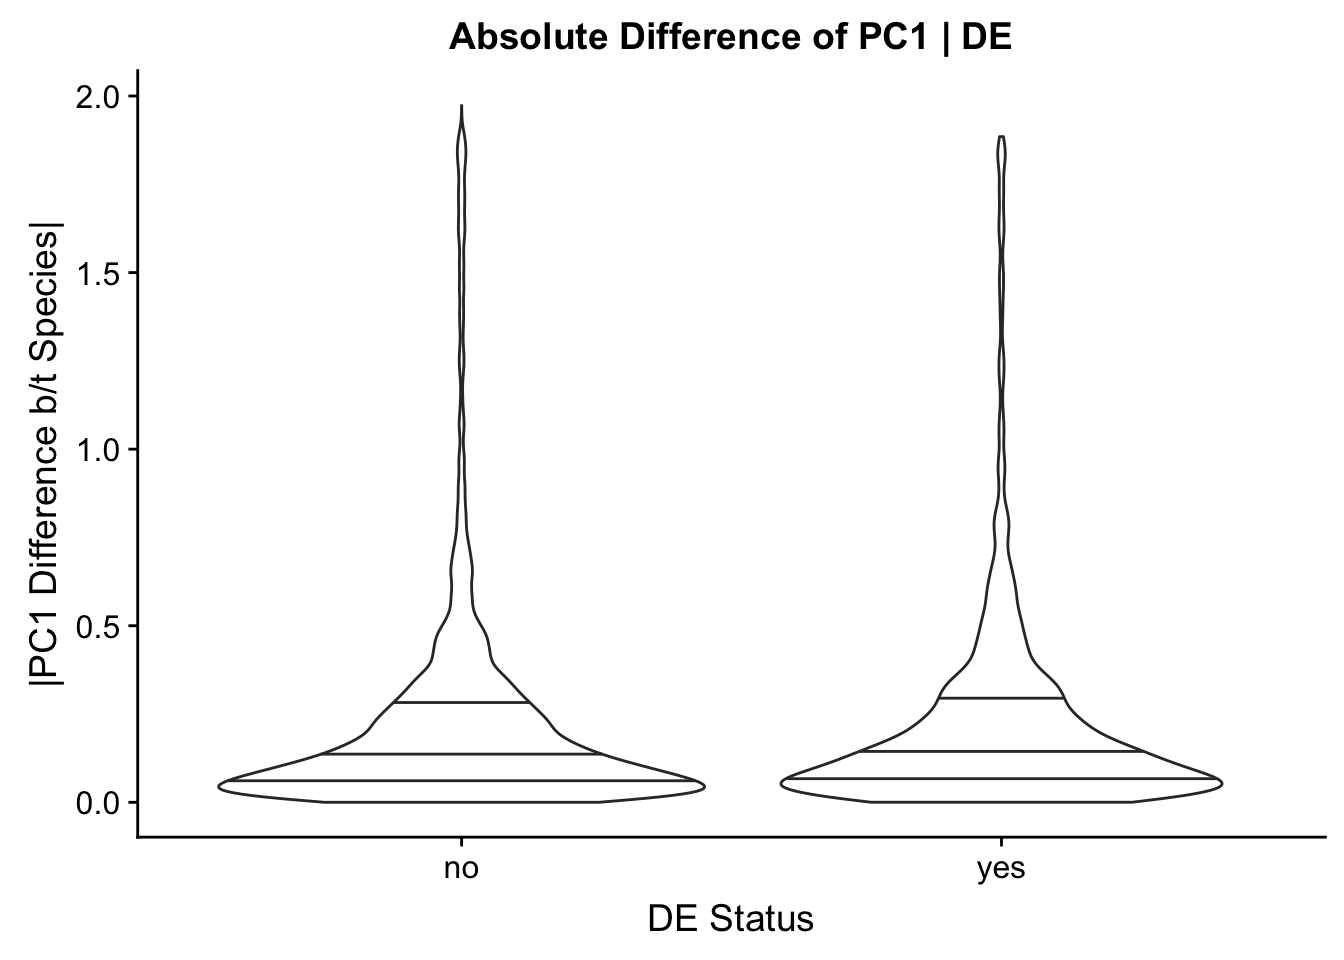 Absolute Difference of PC1 | DE
|PC1 Difference b/t Species|
2.0
1.5
1.0
0.5
0.0
no yes
DE Status